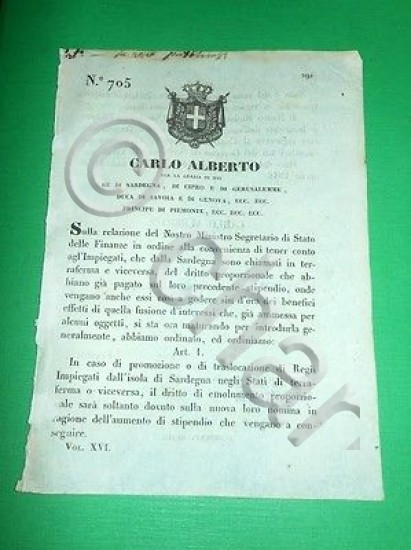 N.º 705
CARLO ALBERTO
PER LA GRAZIA DI DIO
RE DI SARDEGNA, DI CIPRO E DI GERUSALEMME,
DUCA DI SAVOIA E DI GENOVA, ECC. ECC.
PRINCIPE DI PIEMONTE, ECC. ECC. ECC.
Sulla relazione del Nostro Ministro Segretario di Stato
delle Finanze in ordine alla convenienza di tener conto
agl'Impiegati, che dalla Sardegna sono chiamati in ter-
raferma e viceversa, del dritto proporzionale che ab-
biano già pagato sul loro precedente stipendio, onde
vengano anche essi a godere sin d'ora dei benefici
effetti di quella fusione d'interessi che, già ammessa per
alcuni oggetti, si sta ora maturando per introdurla ge-
neralmente, abbiamo ordinato, ed ordiniamo:
Art. 1.
In caso di promozione o di traslocazione di Regii
Impiegati dall'isola di Sardegna negli Stati di terra-
ferma o viceversa, il dritto di emolumento proporzio-
nale sarà soltanto dovuto sulla nuova loro nomina in
ragione dell'aumento di stipendio che vengano a con-
seguire.
Vol. XVI.